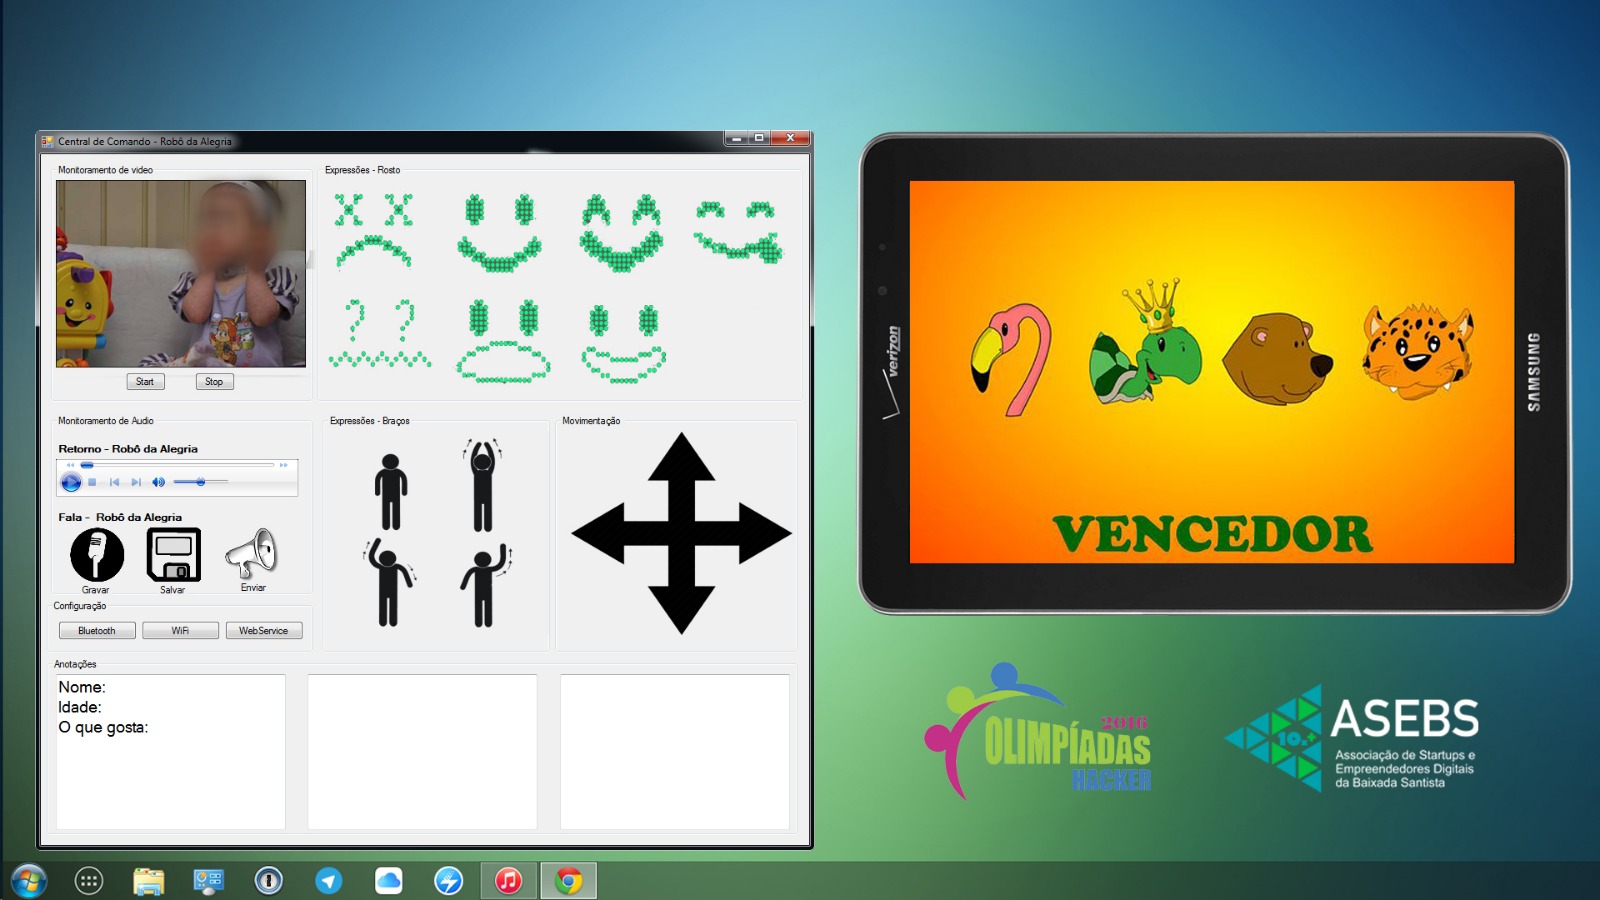 Central de Comando - Robô da Alegria
Monitoramento de video
Start
Stop
Expressões - Rosto
Monitoramento de Audio
Retorno - Robô da Alegria
Fala - Robô da Alegria
Gravar
Salvar
Enviar
Expressões - Braços
Movimentação
Configuração
Bluetooth
WiFi
WebService
Anotações
Nome:
Idade:
O que gosta:
verizon
VENCEDOR
SAMSUNG
2016
OLIMPÍADAS
HACKER
10.+
ASEBS
Associação de Startups e
Empreendedores Digitais
da Baixada Santista